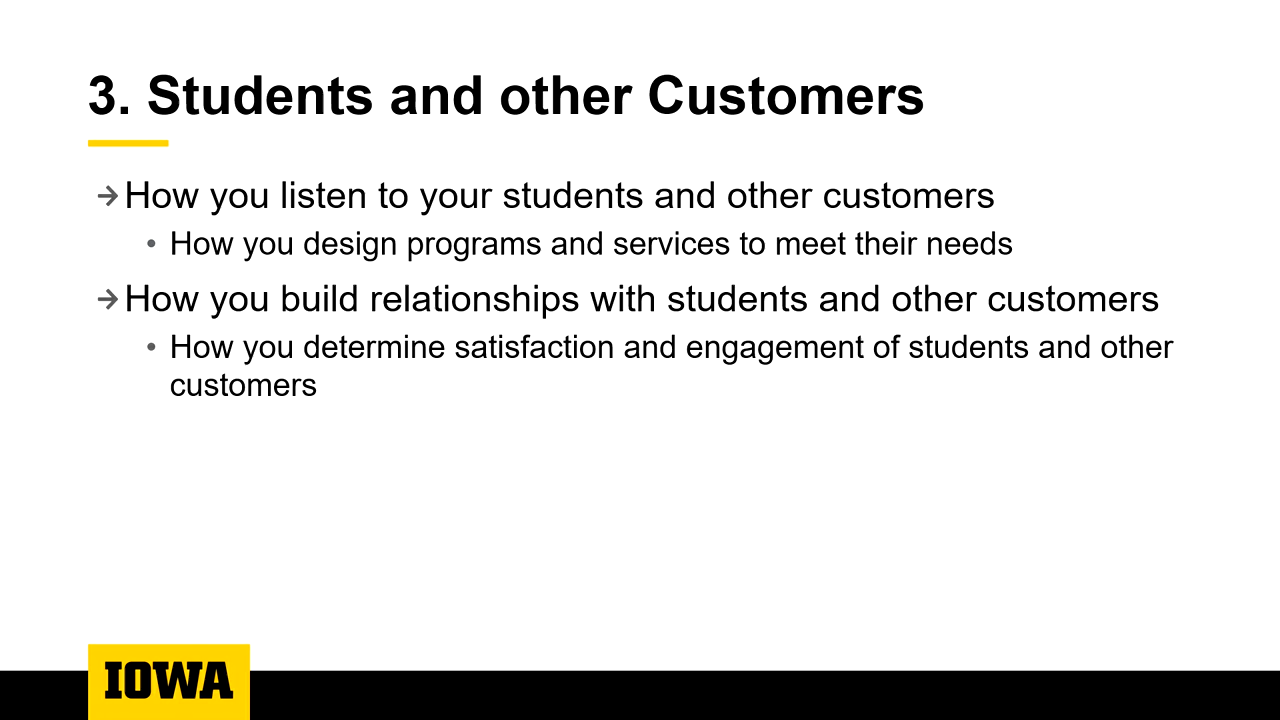 3. Students and other Customers
→How you listen to your students and other customers
• How you design programs and services to meet their needs
→How you build relationships with students and other customers
• How you determine satisfaction and engagement of students and other
customers
IOWA